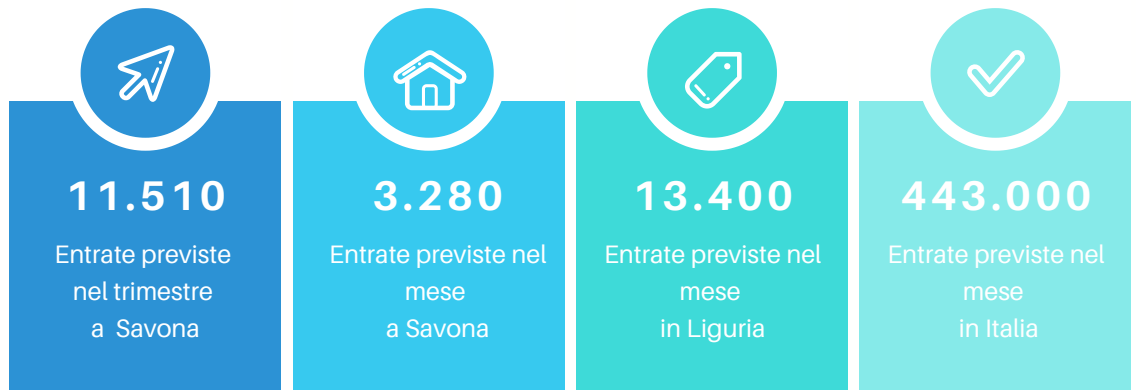 11.510
Entrate previste
nel trimestre
a Savona
3.280
Entrate previste nel
mese
a Savona
13.400
Entrate previste nel
mese
in Liguria
443.000
Entrate previste nel
mese
in Italia